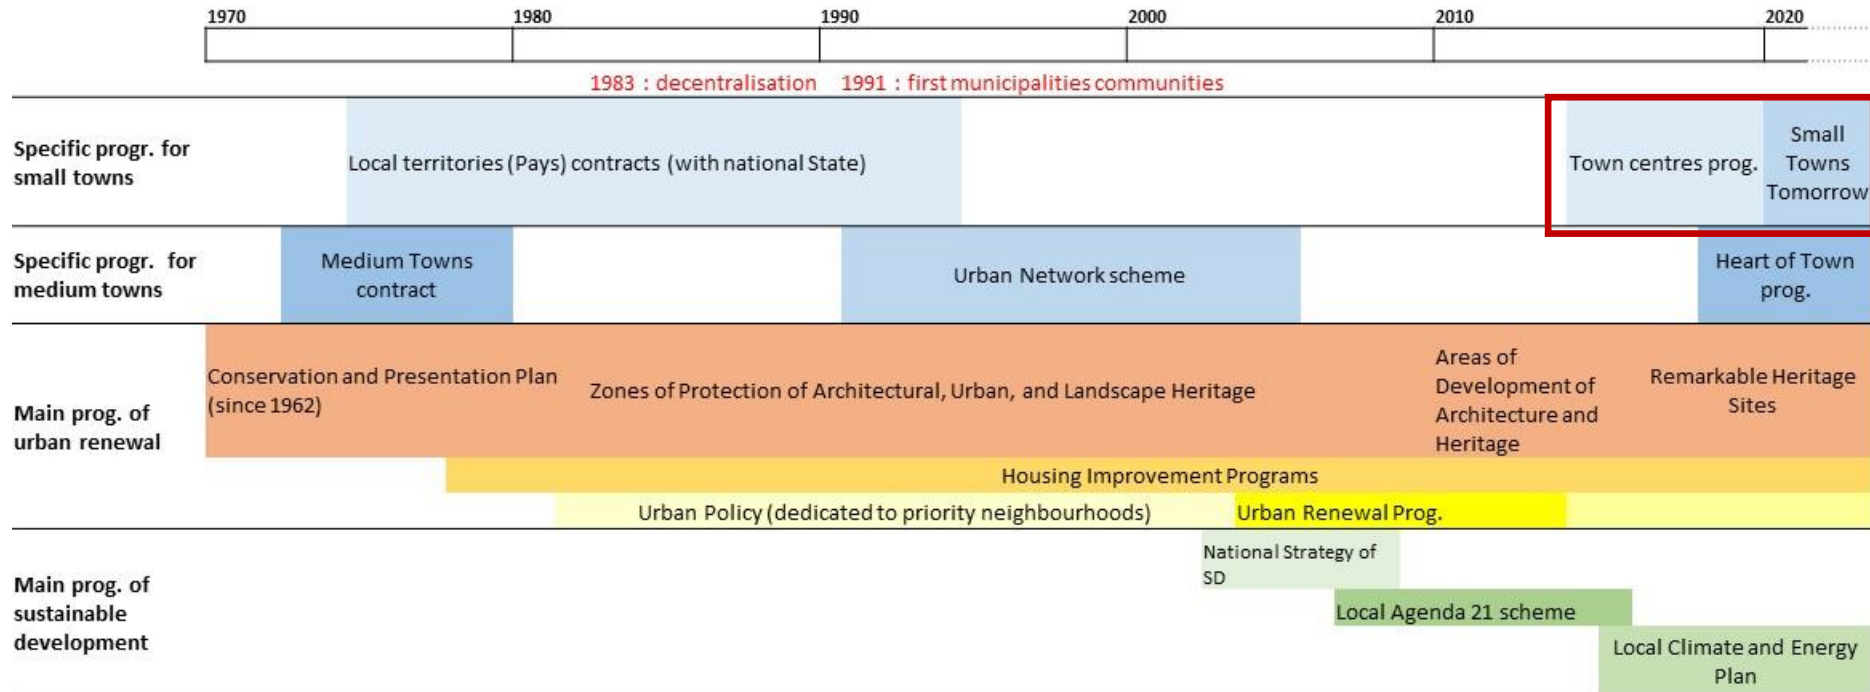 1970 1980 1990 2000 2010 2020
1983 : decentralisation 1991 : first municipalities communities
Specific progr. for
small towns
Local territories (Pays) contracts (with national State)
Town centres prog.
Small
Towns
Tomorrow
Specific progr. for
medium towns
Medium Towns
contract
Urban Network scheme
Heart of Town
prog.
Main prog. of
urban renewal
Conservation and Presentation Plan
(since 1962)
Zones of Protection of Architectural, Urban, and Landscape Heritage
Areas of
Development of
Architecture and
Heritage
Remarkable Heritage
Sites
Housing Improvement Programs
Urban Policy (dedicated to priority neighbourhoods)
Urban Renewal Prog.
Main prog. of
sustainable
development
National Strategy of
SD
Local Agenda 21 scheme
Local Climate and Energy
Plan